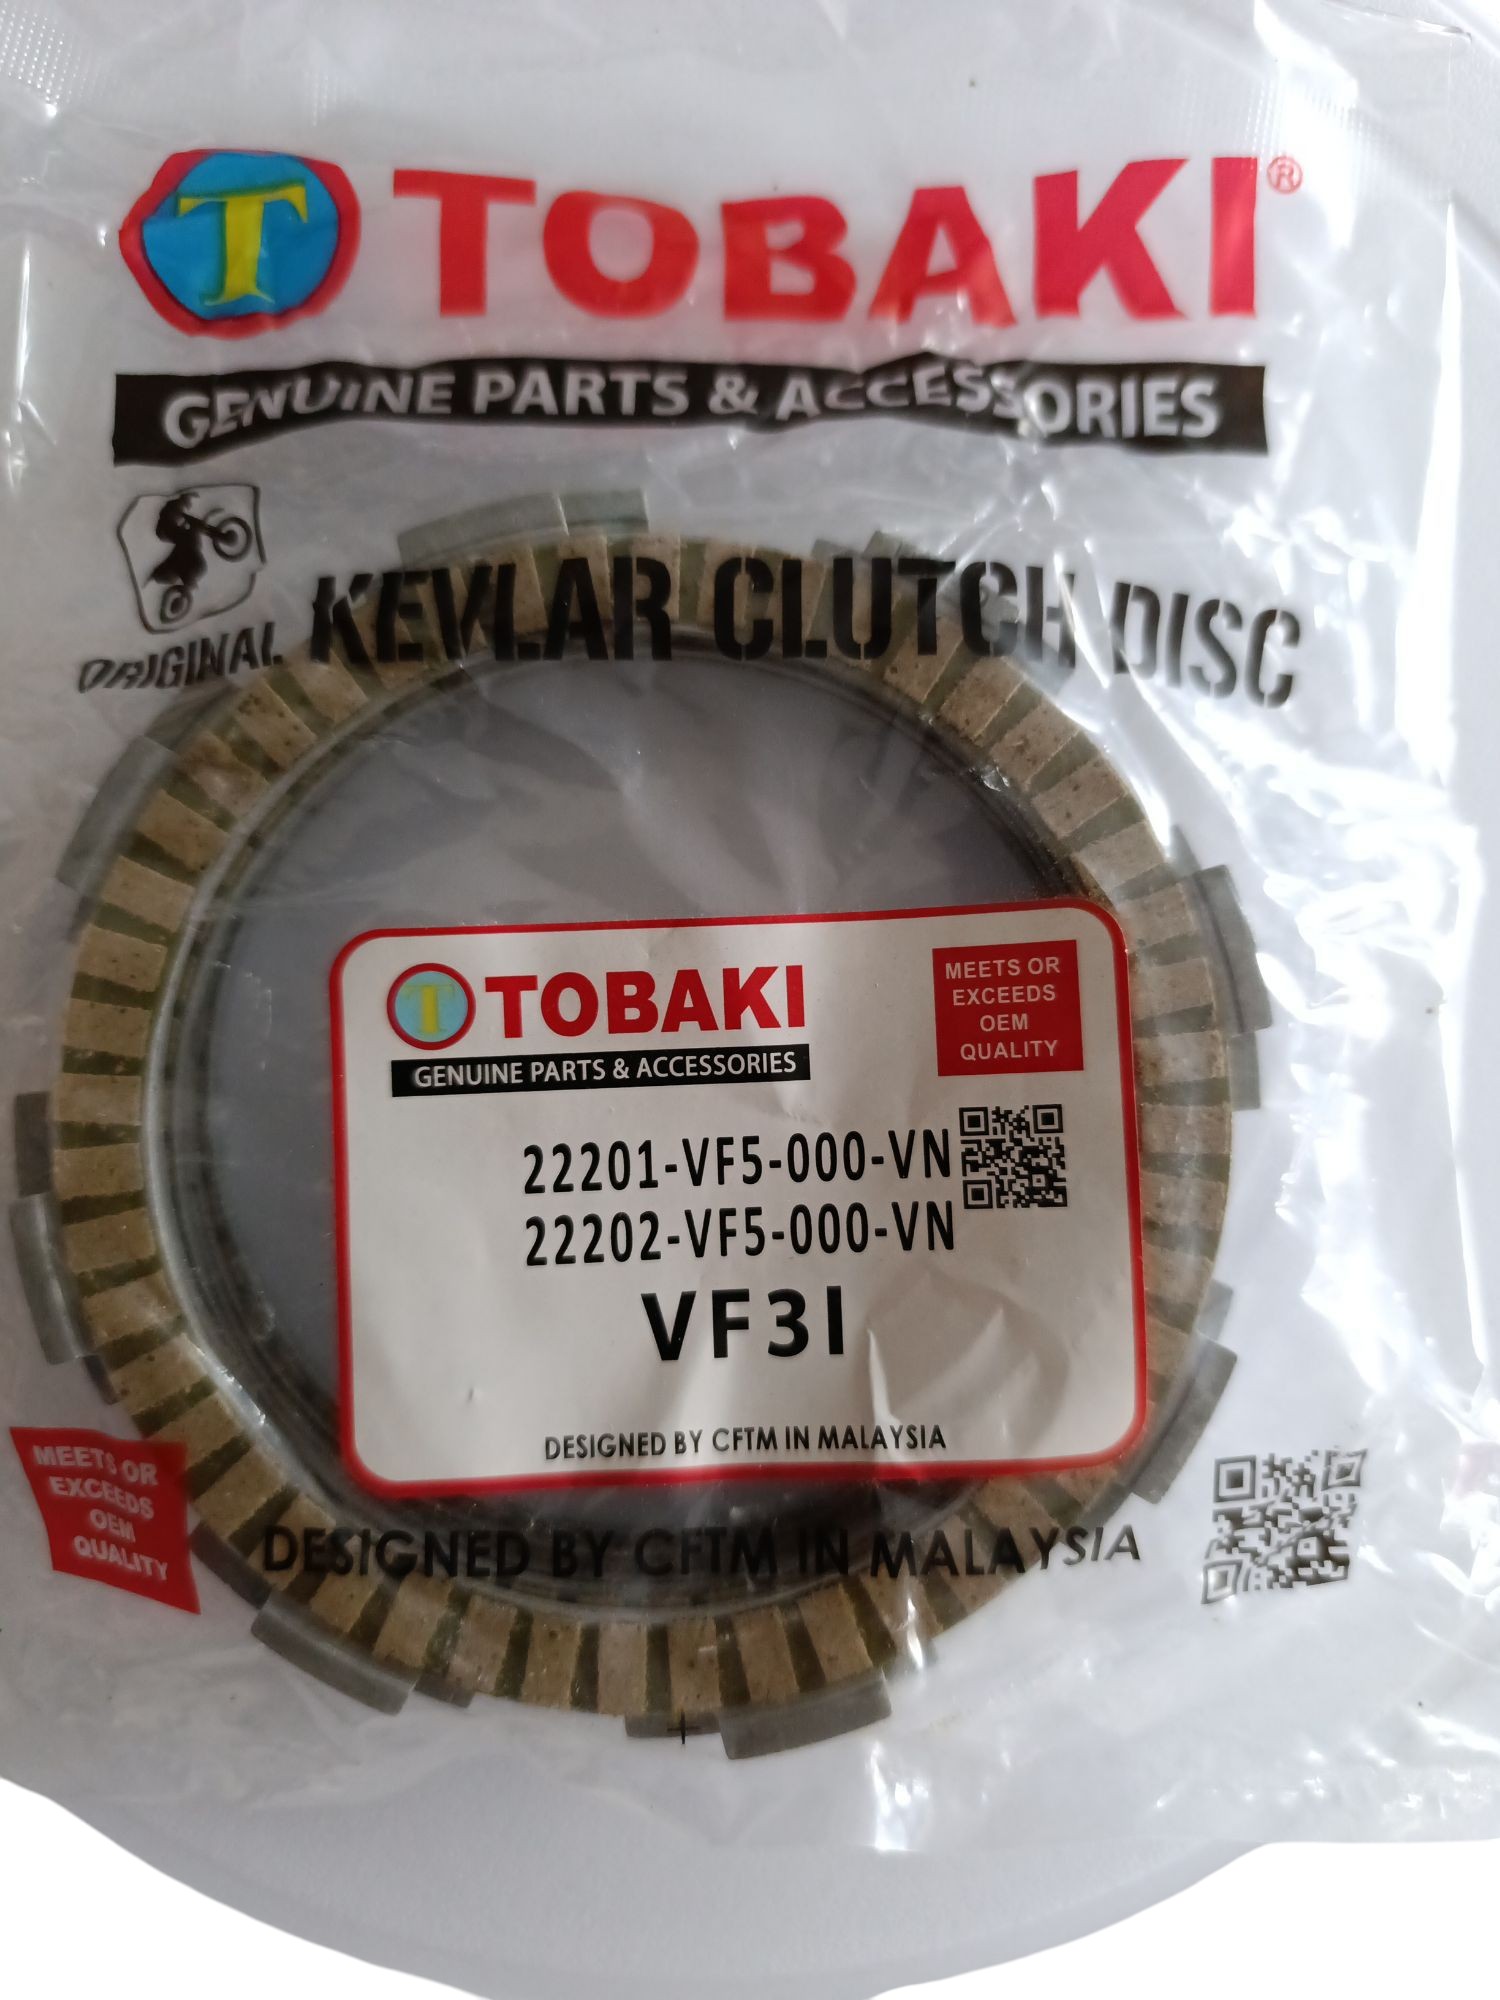 T TOBAKI®
GENUINE PARTS & ACCESSORIES
ORIGINAL KEVLAR CLUTCH DISC
T TOBAKI
GENUINE PARTS & ACCESSORIES
MEETS OR
EXCEEDS
OEM
QUALITY
22201-VF5-000-VN
22202-VF5-000-VN
VF3I
DESIGNED BY CFTM IN MALAYSIA
MEETS OR
EXCEEDS
OEM
QUALITY
DESIGNED BY CFTM IN MALAYSIA